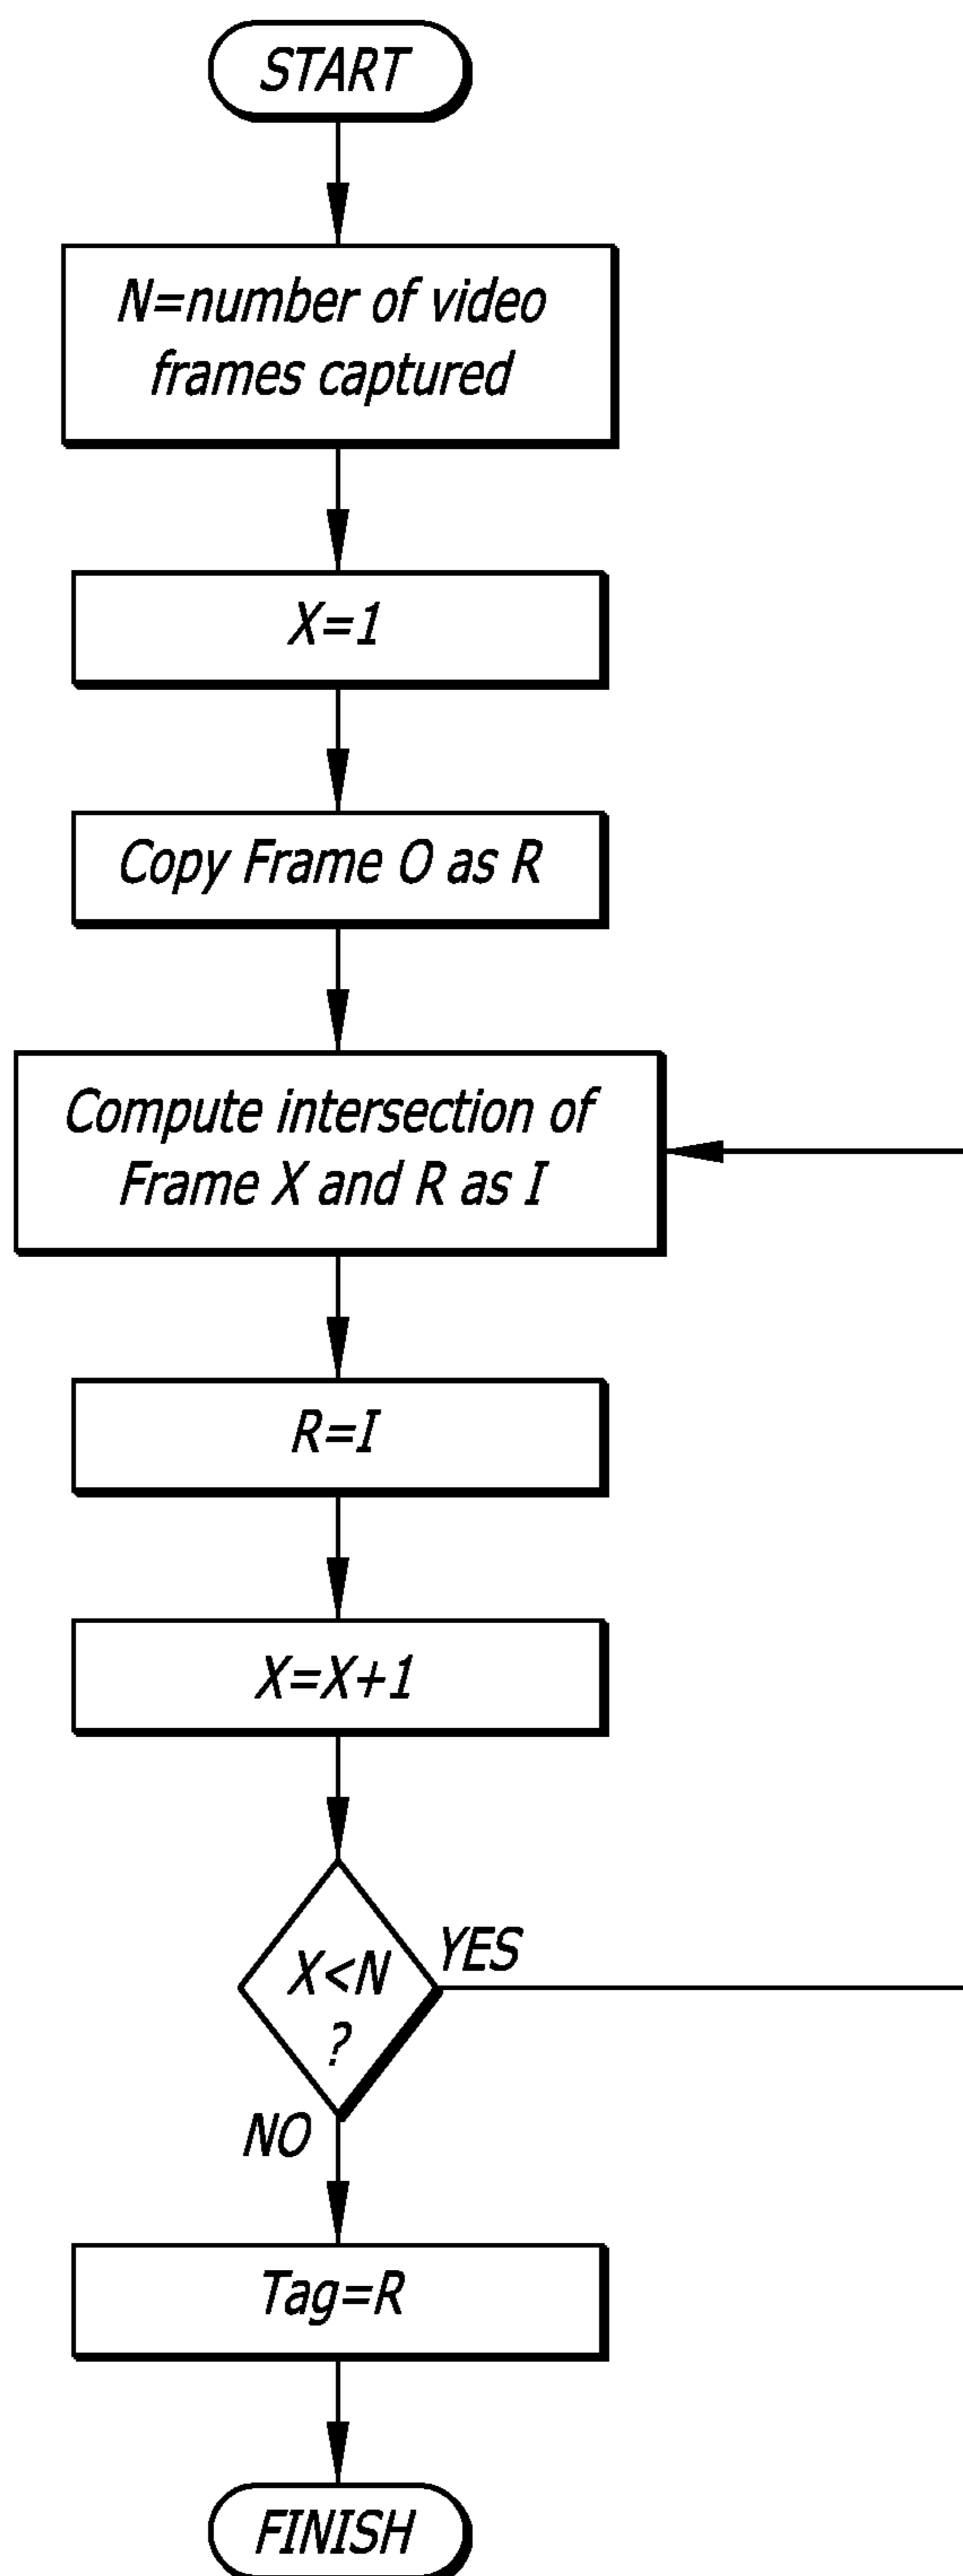 START
N=number of video
frames captured
X=1
Copy Frame O as R
Compute intersection of
Frame X and R as I
R=I
X=X+1
X<N
?
YES
NO
Tag=R
FINISH